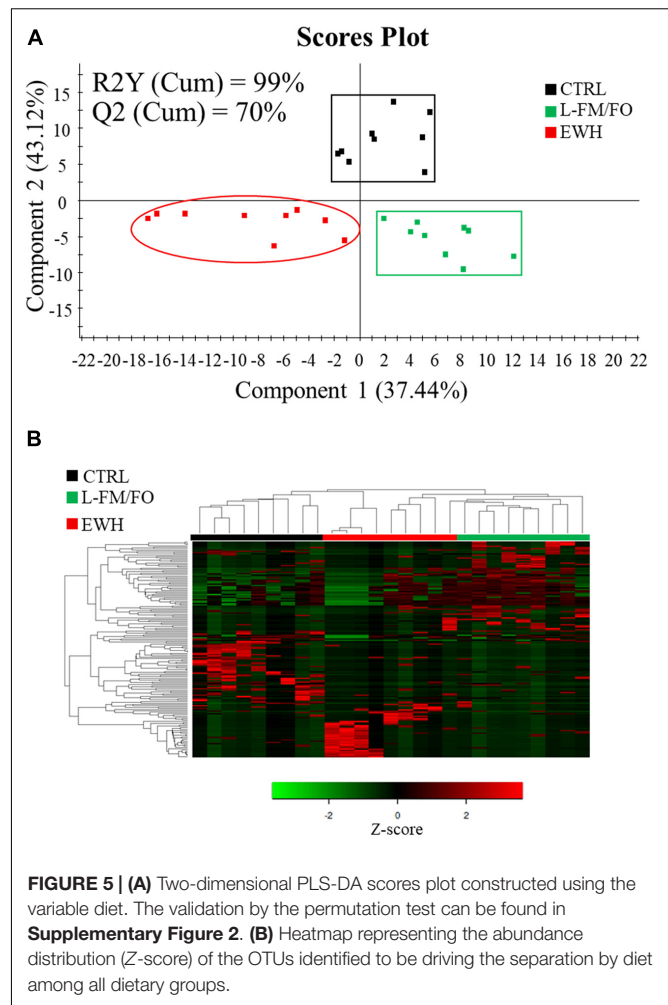 A
Scores Plot
R2Y (Cum) = 99%
Q2 (Cum) = 70%
CTRL
L-FM/FO
EWH
15
10
5
0
-5
-10
-15
Component 2 (43.12%)
-22 -20 -18 -16 -14 -12 -10 -8 -6 -4 -2 0 2 4 6 8 10 12 14 16 18 20 22
Component 1 (37.44%)
B
CTRL
L-FM/FO
EWH
-2 0 2
Z-score
FIGURE 5 | (A) Two-dimensional PLS-DA scores plot constructed using the
variable diet. The validation by the permutation test can be found in
Supplementary Figure 2. (B) Heatmap representing the abundance
distribution (Z-score) of the OTUs identified to be driving the separation by diet
among all dietary groups.